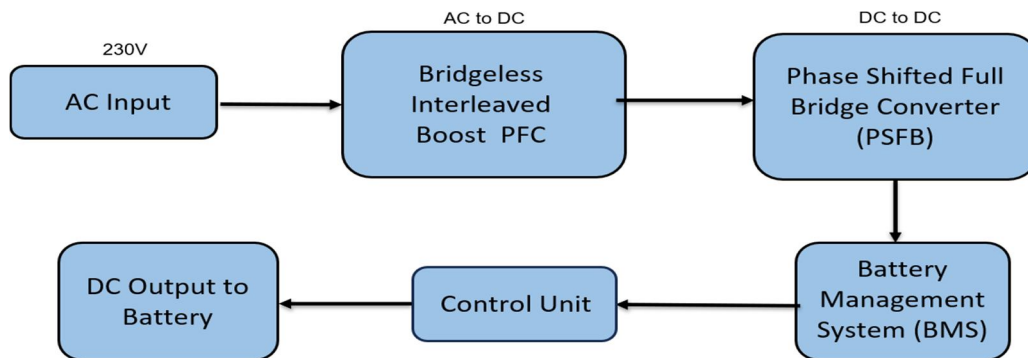 AC to DC
DC to DC
230V
AC Input
Bridgeless
Interleaved
Boost PFC
Phase Shifted Full
Bridge Converter
(PSFB)
DC Output to
Battery
Control Unit
Battery
Management
System (BMS)